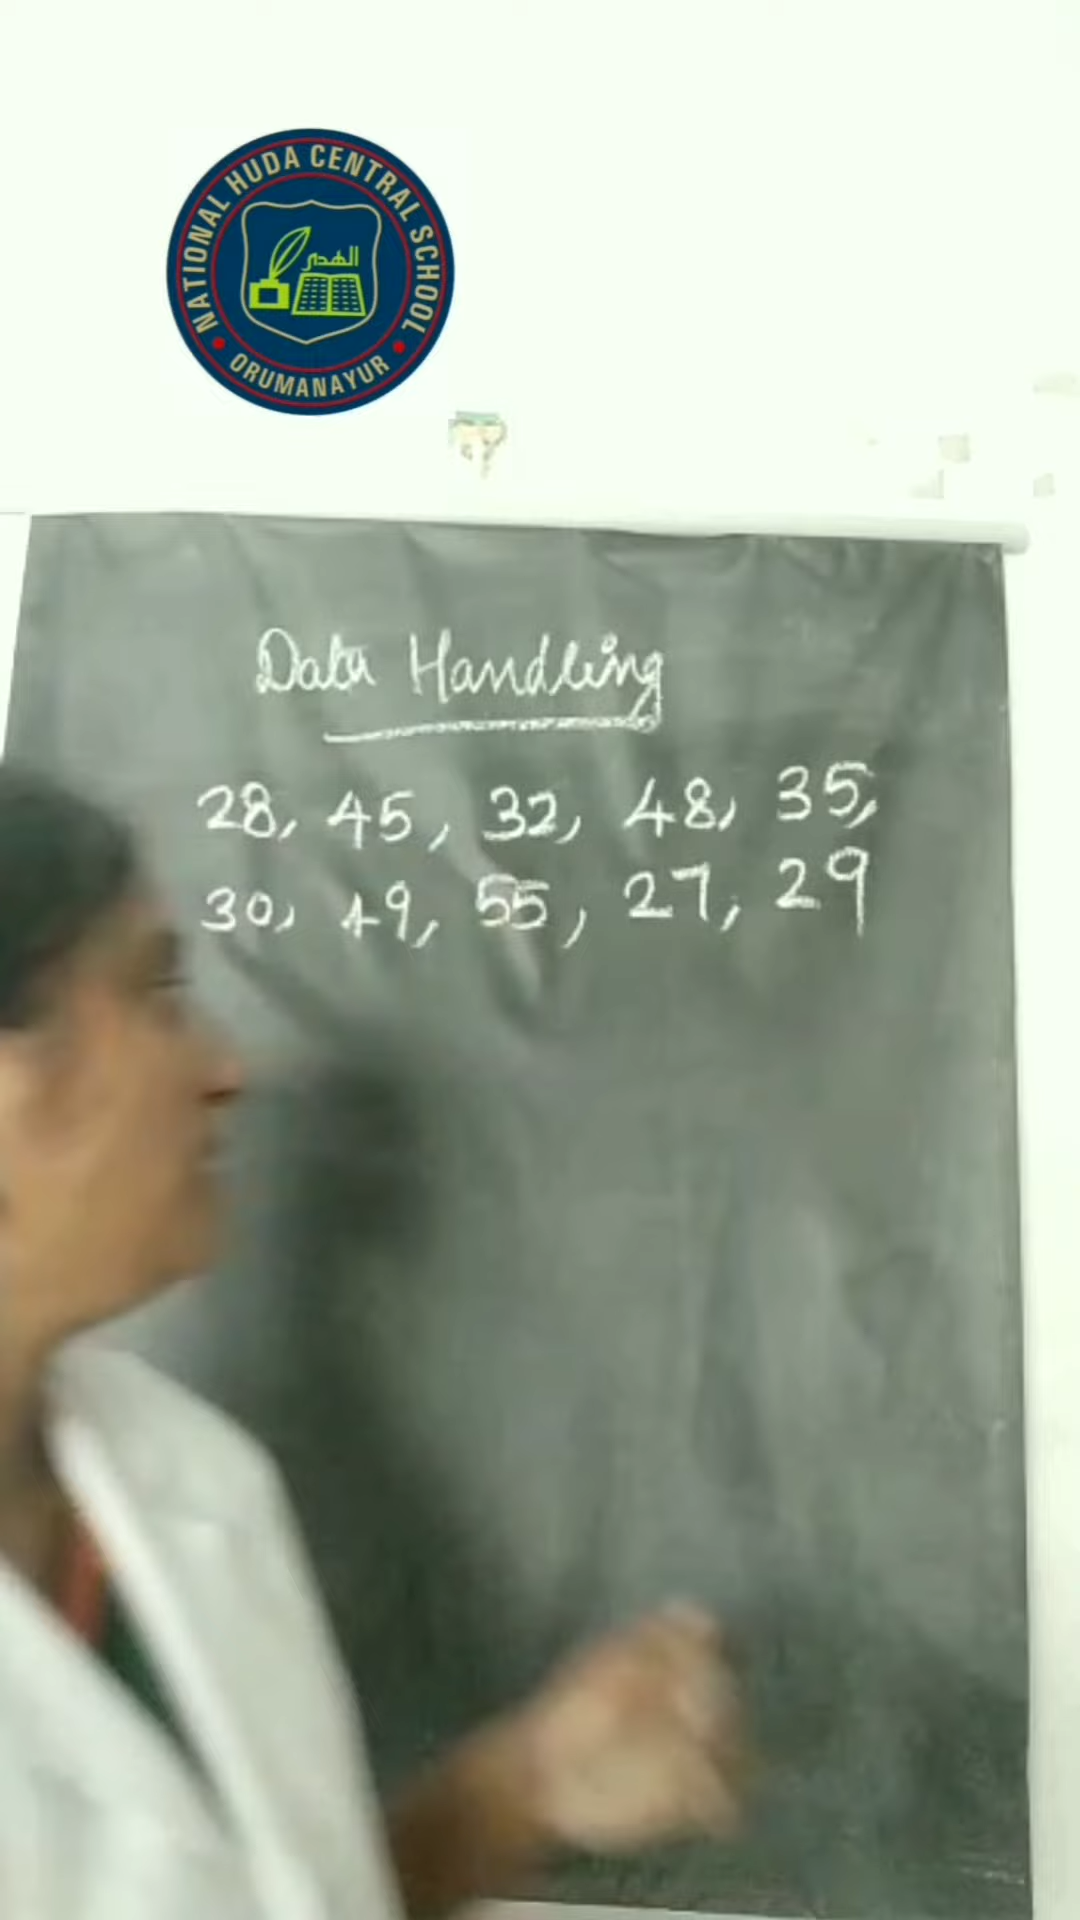 NATIONAL HUDA CENTRAL SCHOOL
الهدى
ORUMANAYUR
Data Handling
28, 45, 32, 48, 35,
30, 49, 55, 27, 29